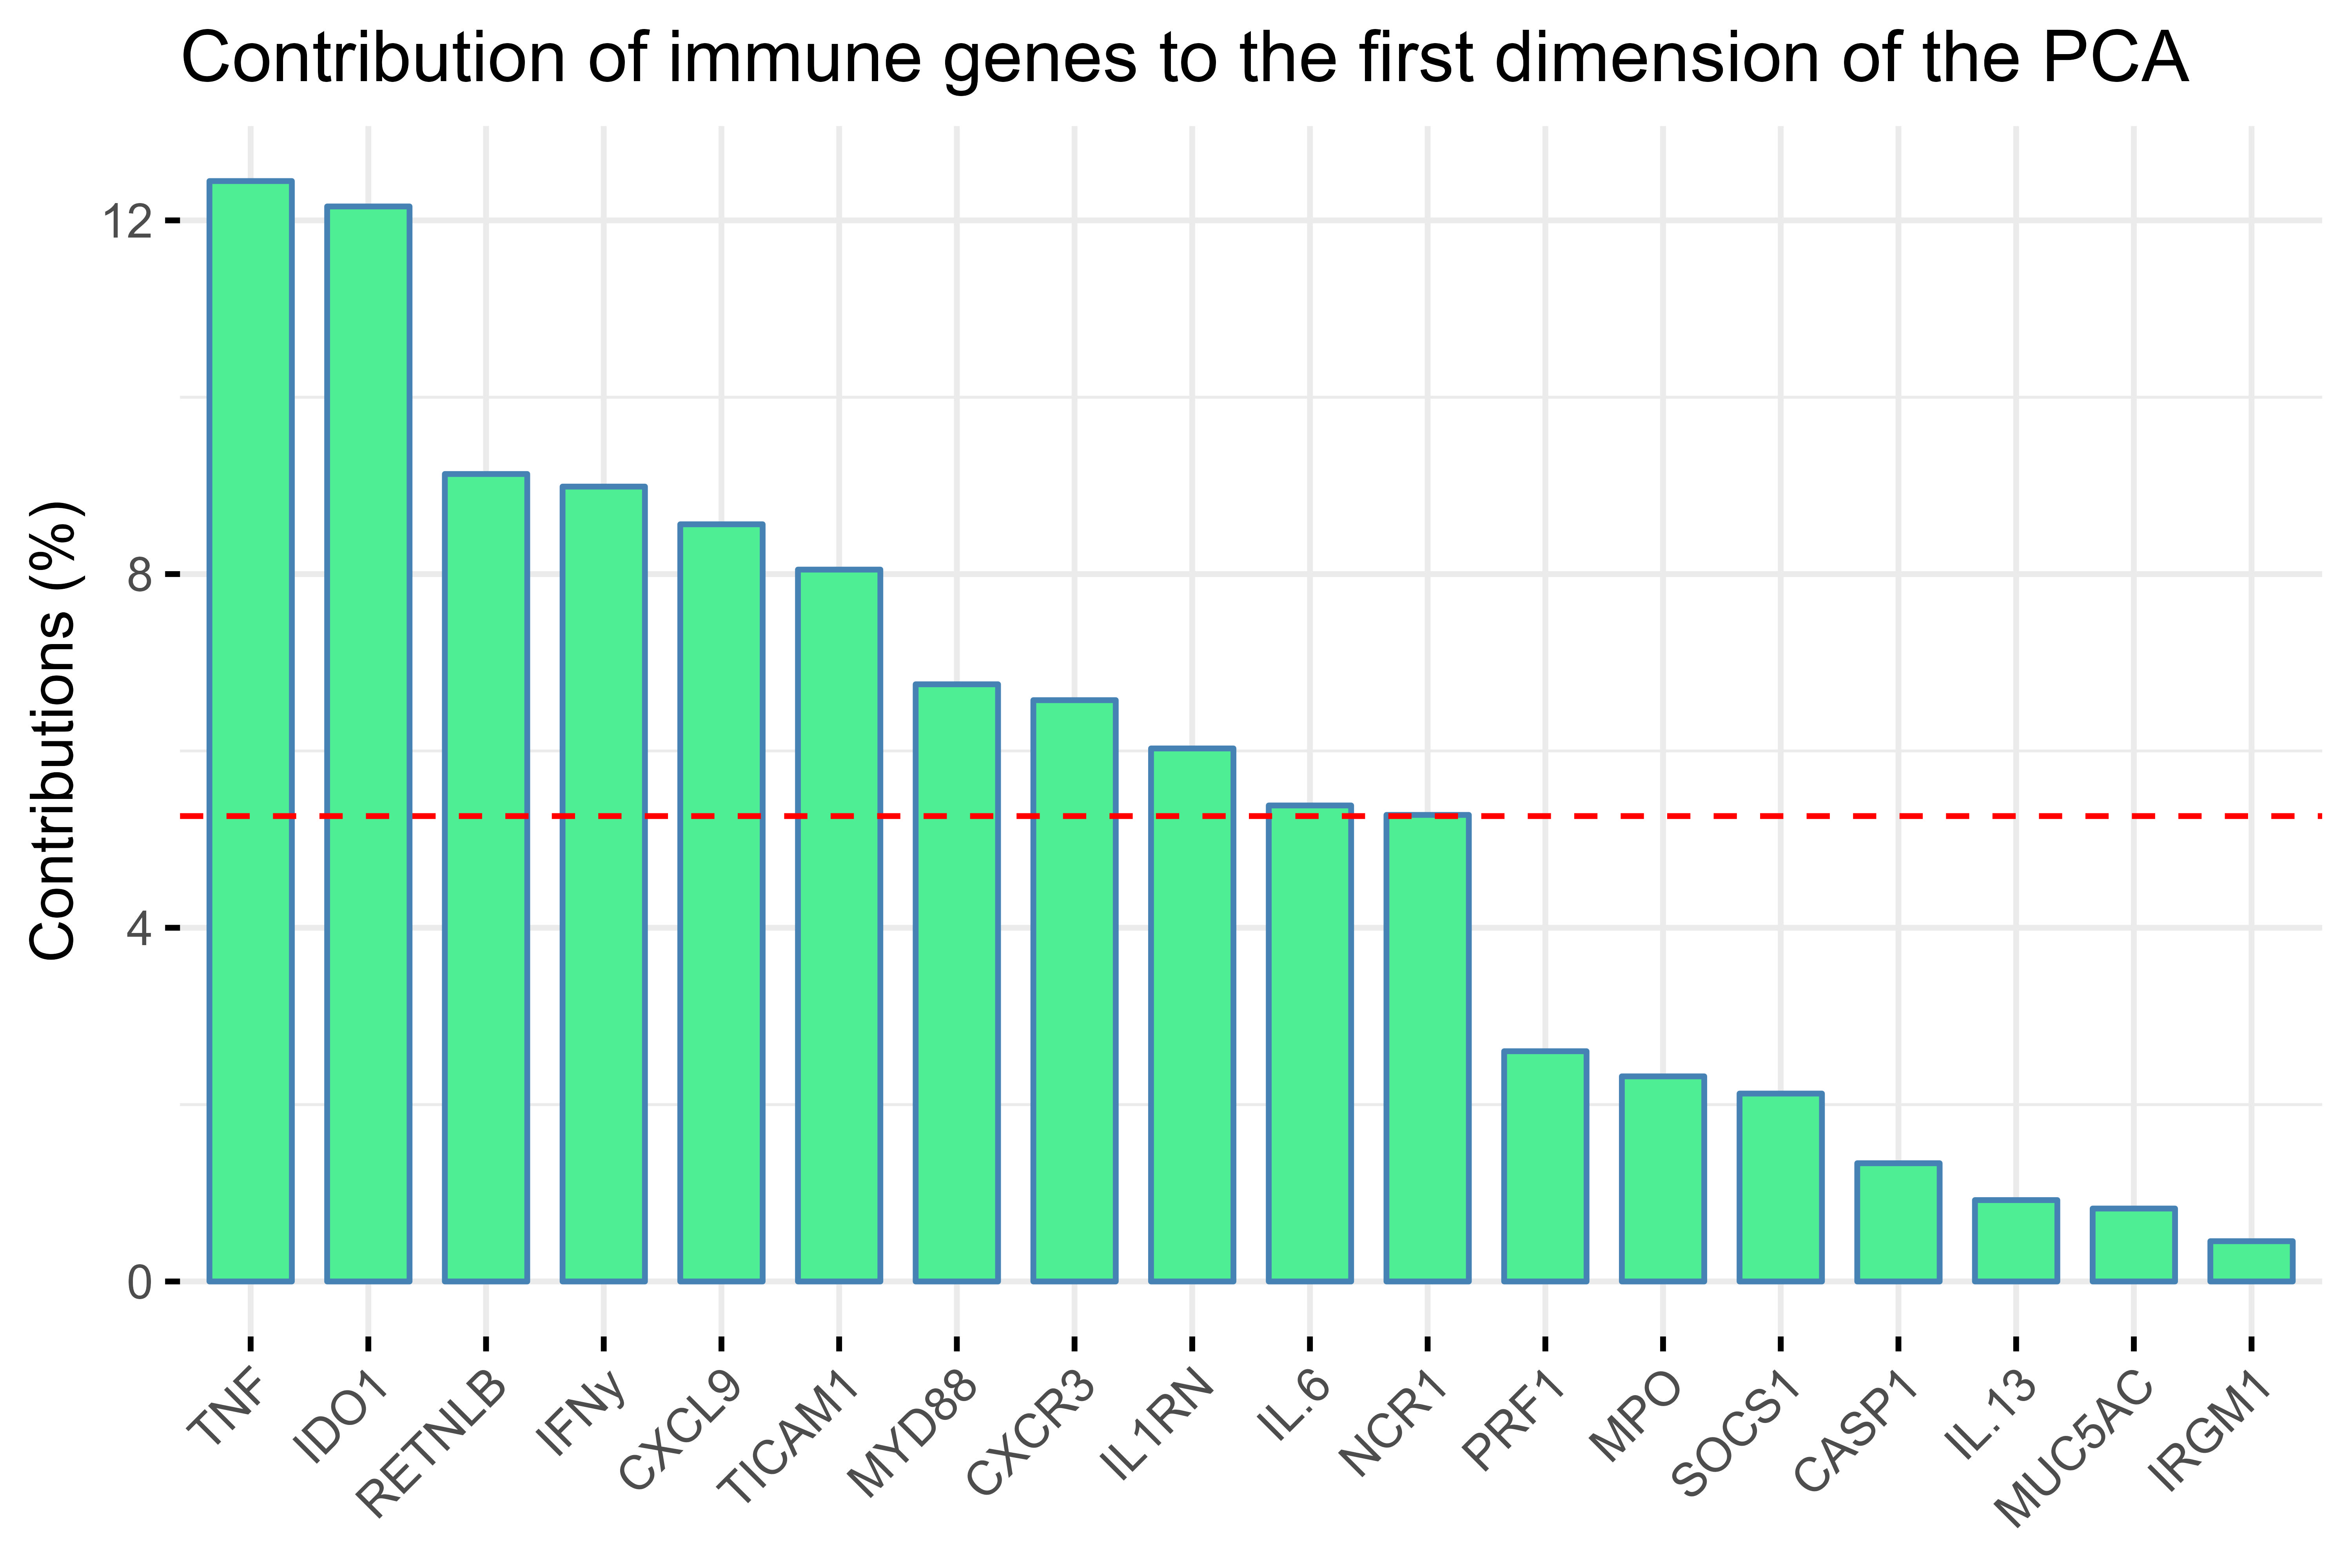 Contribution of immune genes to the first dimension of the PCA
Contributions (%)
12
8
4
0
TNF
IDO1
RETNLB
IFNy
CXCL9
TICAM1
MYD88
CXCR3
IL1RN
IL.6
NCR1
PRF1
MPO
SOCS1
CASP1
IL.13
MUC5AC
IRGM1